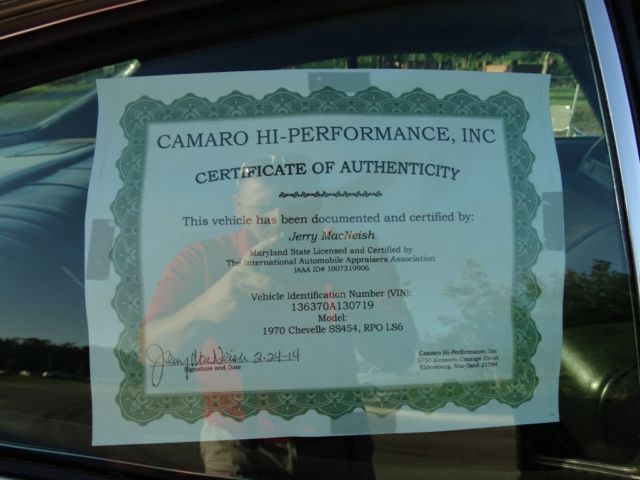 CAMARO HI-PERFORMANCE, INC
CERTIFICATE OF AUTHENTICITY
This vehicle has been documented and certified by:
Jerry MacNeish
Maryland State Licensed and Certified by
The International Automobile Appraisers Association
IAAA ID# 1007319906
Vehicle Identification Number (VIN):
136370A130719
Model:
1970 Chevelle SS454, RPO LS6
Jerry MacNeish 2-24-14
Signature and Date
Camaro Hi-Performance, Inc
5750 Courage Court
Eldersburg, Maryland 21784